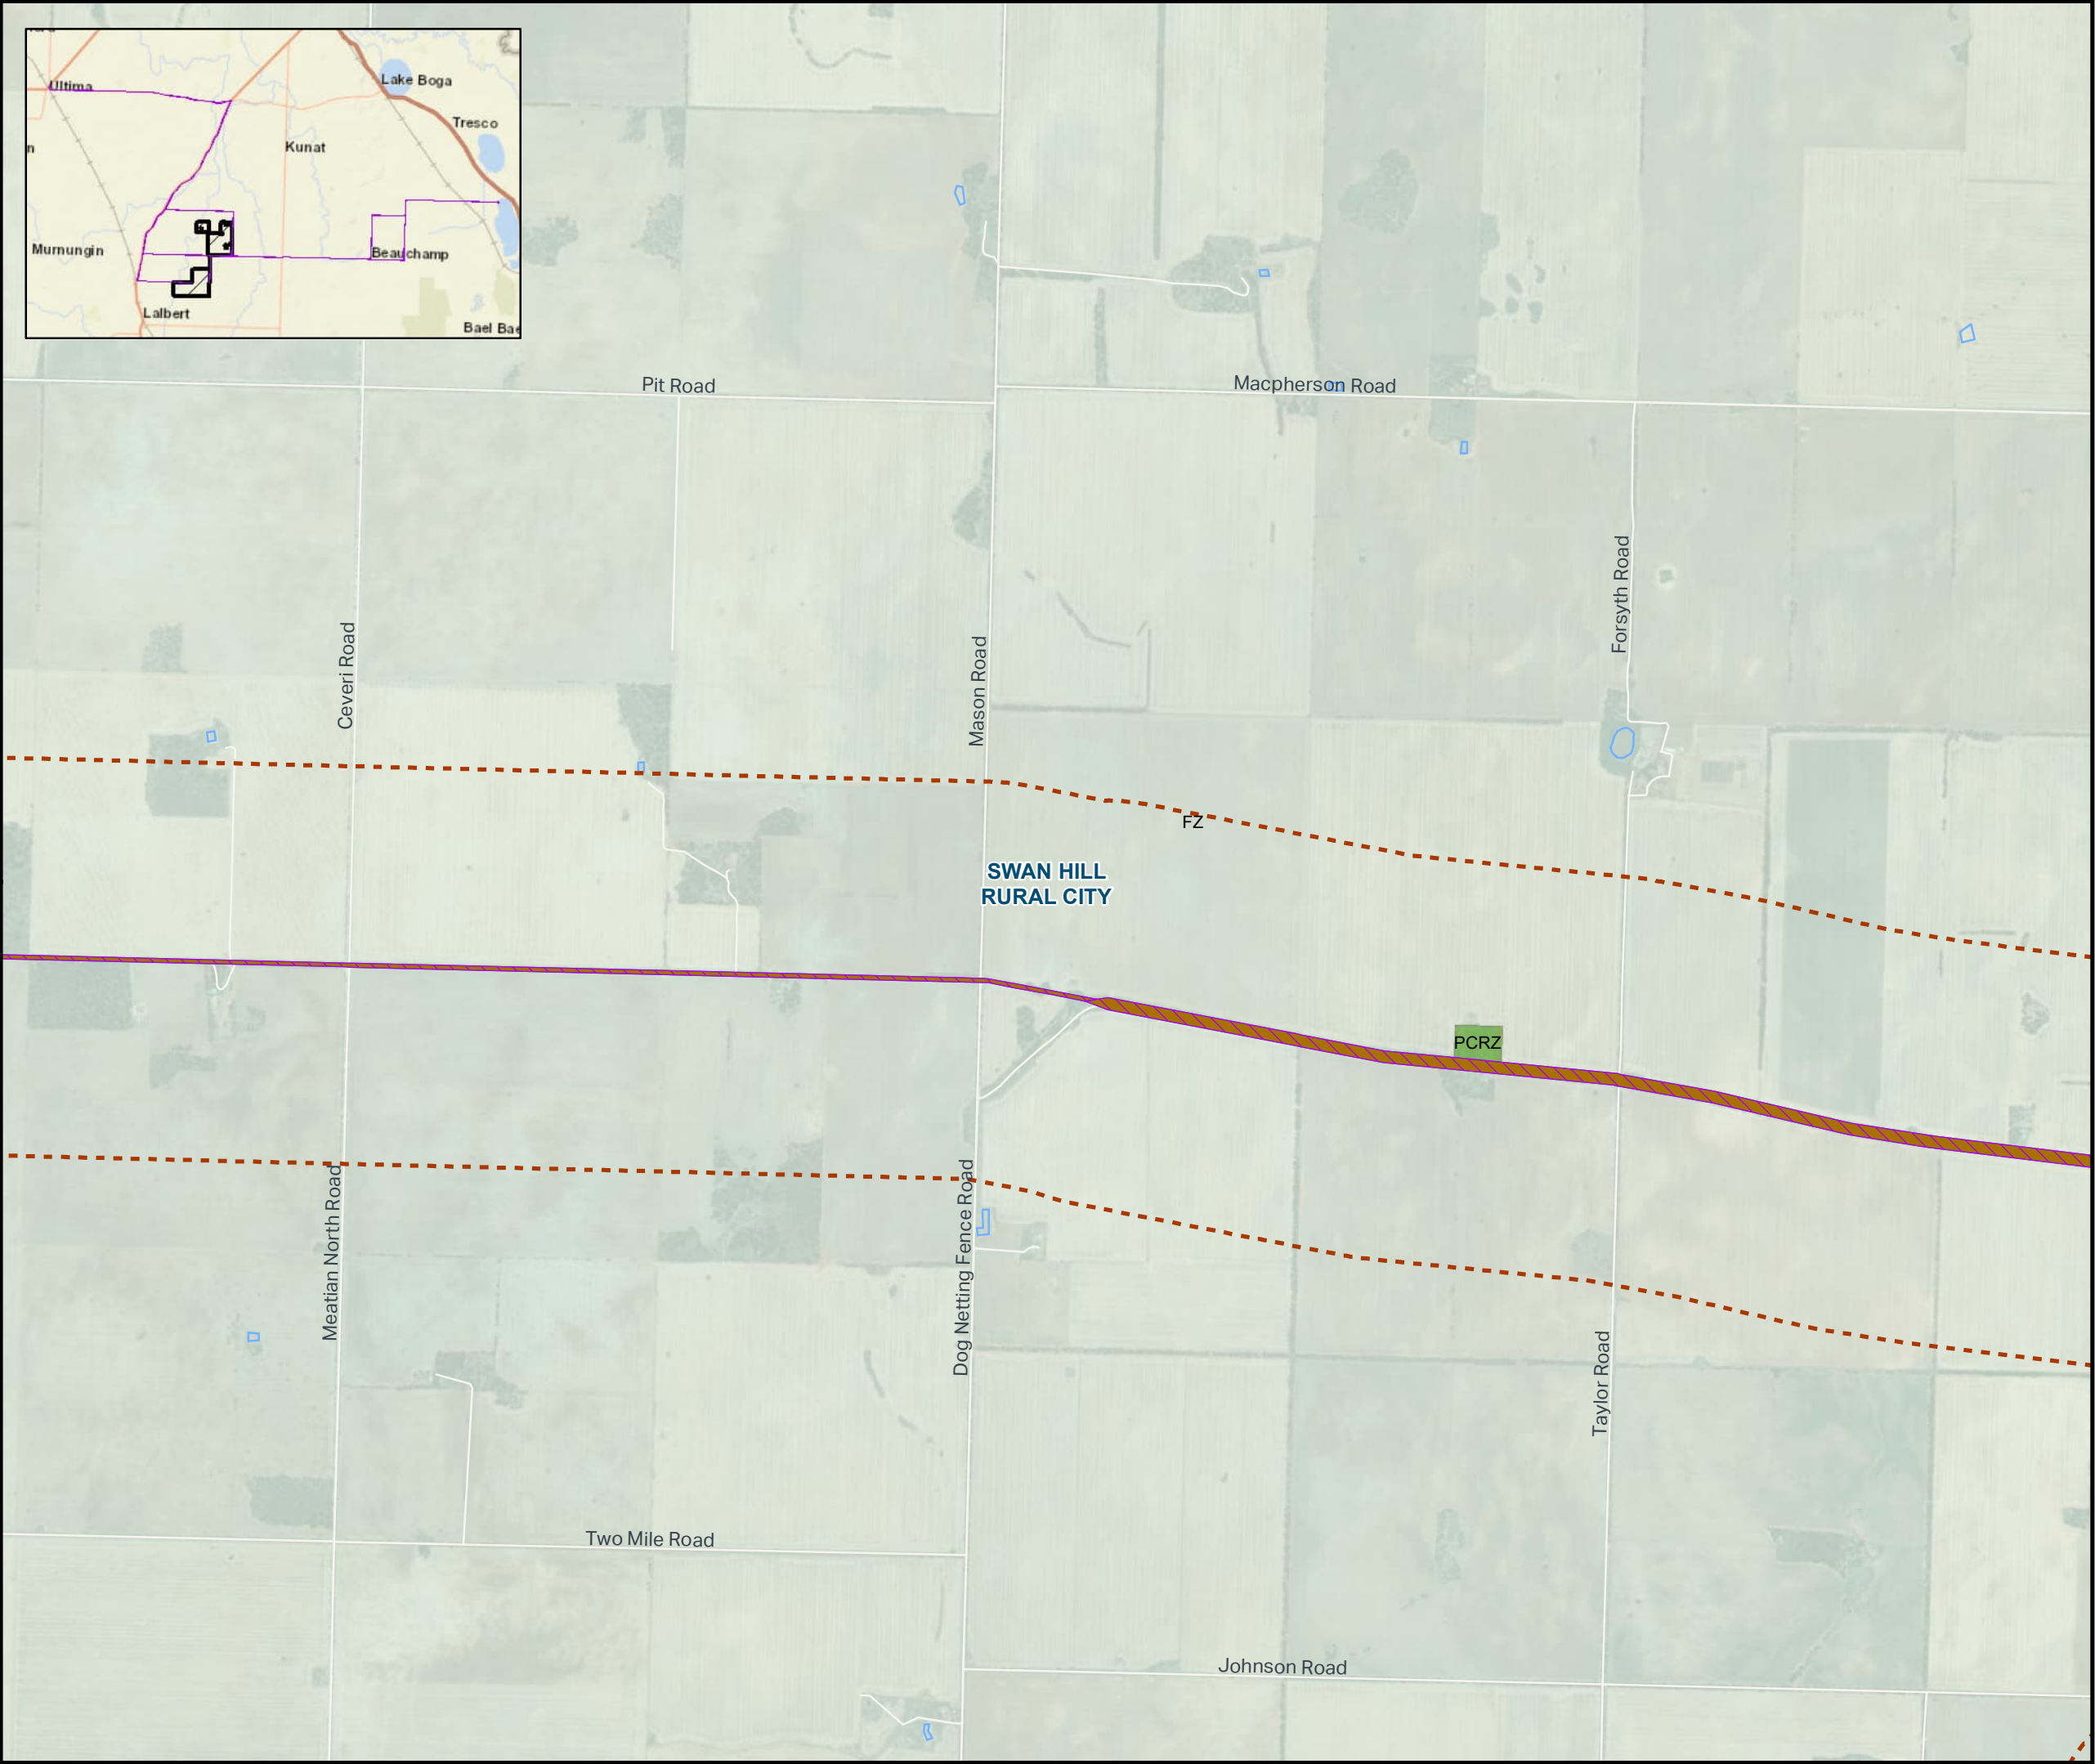 Ultima
Lake Boga
Tresco
Kunat
n
Murnungin
Beauchamp
Lalbert
Bael Bae
Pit Road
Macpherson Road
Forsyth Road
Ceveri Road
Mason Road
FZ
SWAN HILL
RURAL CITY
PCRZ
Meatian North Road
Dog Netting Fence Road
Taylor Road
Two Mile Road
Johnson Road